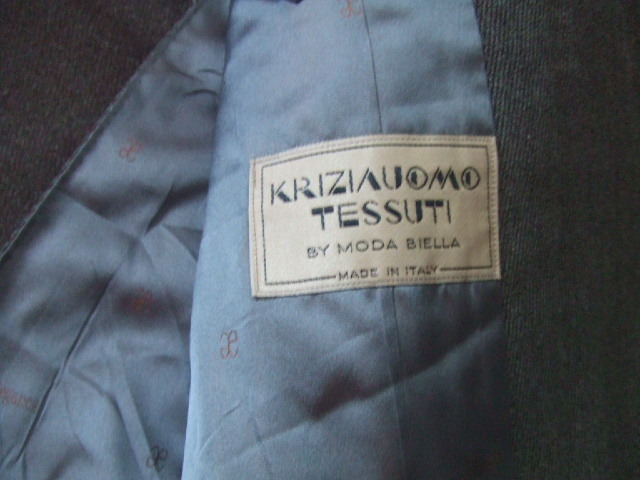 KRIZIAUOMO
TESSUTI
BY MODA BIELLA
MADE IN ITALY